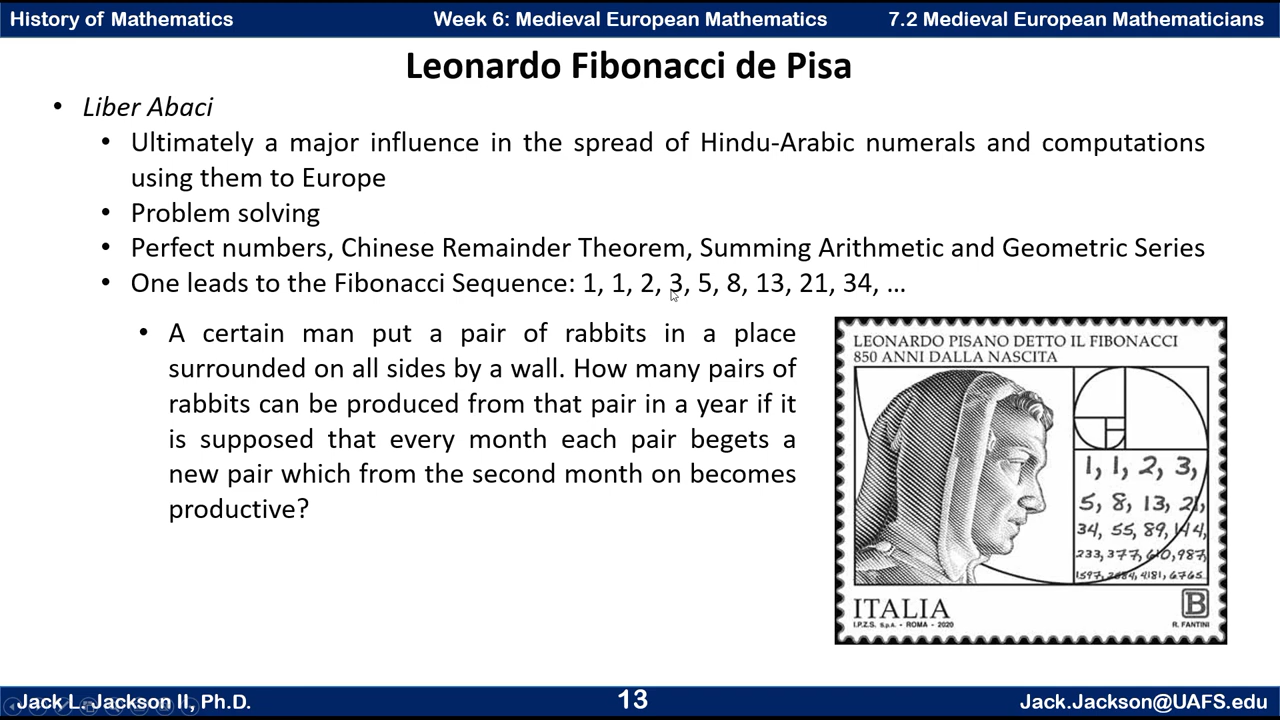 History of Mathematics Week 6: Medieval European Mathematics 7.2 Medieval European Mathematicians
Leonardo Fibonacci de Pisa
• Liber Abaci
• Ultimately a major influence in the spread of Hindu-Arabic numerals and computations
using them to Europe
• Problem solving
• Perfect numbers, Chinese Remainder Theorem, Summing Arithmetic and Geometric Series
• One leads to the Fibonacci Sequence: 1, 1, 2, 3, 5, 8, 13, 21, 34, …
• A certain man put a pair of rabbits in a place
surrounded on all sides by a wall. How many pairs of
rabbits can be produced from that pair in a year if it
is supposed that every month each pair begets a
new pair which from the second month on becomes
productive?
LEONARDO PISANO DETTO IL FIBONACCI
850 ANNI DALLA NASCITA
1, 1, 2, 3,
5, 8, 13, 21,
34, 55, 89, 144,
233, 377, 610, 987,
1597, 4181, 6765...
ITALIA
B
I.P.Z.S. S.p.A. - ROMA - 2020
R. FANTINI
Jack L. Jackson II, Ph.D. 13 Jack.Jackson@UAFS.edu